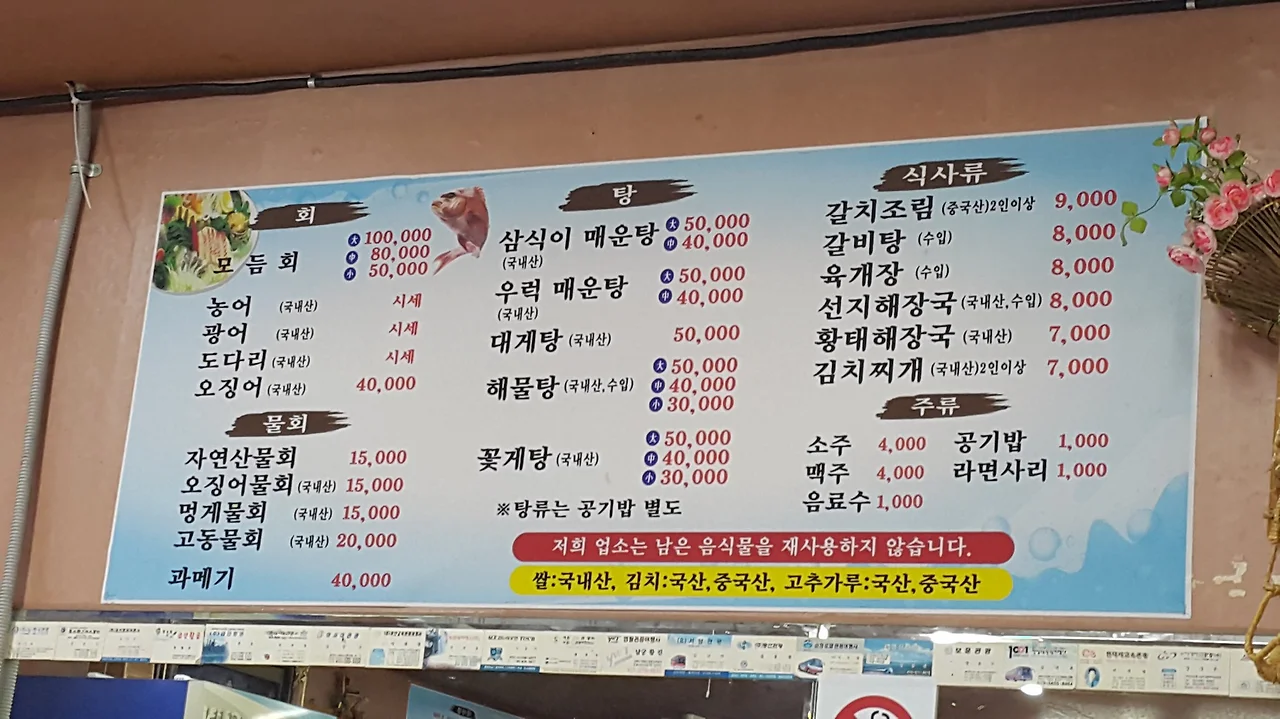 회
모듬회 大 100,000
中 80,000
小 50,000
농어 (국내산) 시세
광어 (국내산) 시세
도다리 (국내산) 시세
오징어 (국내산) 40,000
물회
자연산물회 15,000
오징어물회 (국내산) 15,000
멍게물회 (국내산) 15,000
고동물회 (국내산) 20,000
과메기 40,000
탕
삼식이 매운탕 大 50,000
(국내산) 中 40,000
우럭 매운탕 大 50,000
(국내산) 中 40,000
대게탕 (국내산) 50,000
해물탕 (국내산,수입) 大 50,000
中 40,000
小 30,000
꽃게탕 (국내산) 大 50,000
中 40,000
小 30,000
※탕류는 공기밥 별도
식사류
갈치조림 (중국산)2인이상 9,000
갈비탕 (수입) 8,000
육개장 (수입) 8,000
선지해장국 (국내산,수입) 8,000
황태해장국 (국내산) 7,000
김치찌개 (국내산)2인이상 7,000
주류
소주 4,000 공기밥 1,000
맥주 4,000 라면사리 1,000
음료수 1,000
저희 업소는 남은 음식물을 재사용하지 않습니다.
쌀:국내산, 김치:국산,중국산, 고추가루:국산,중국산